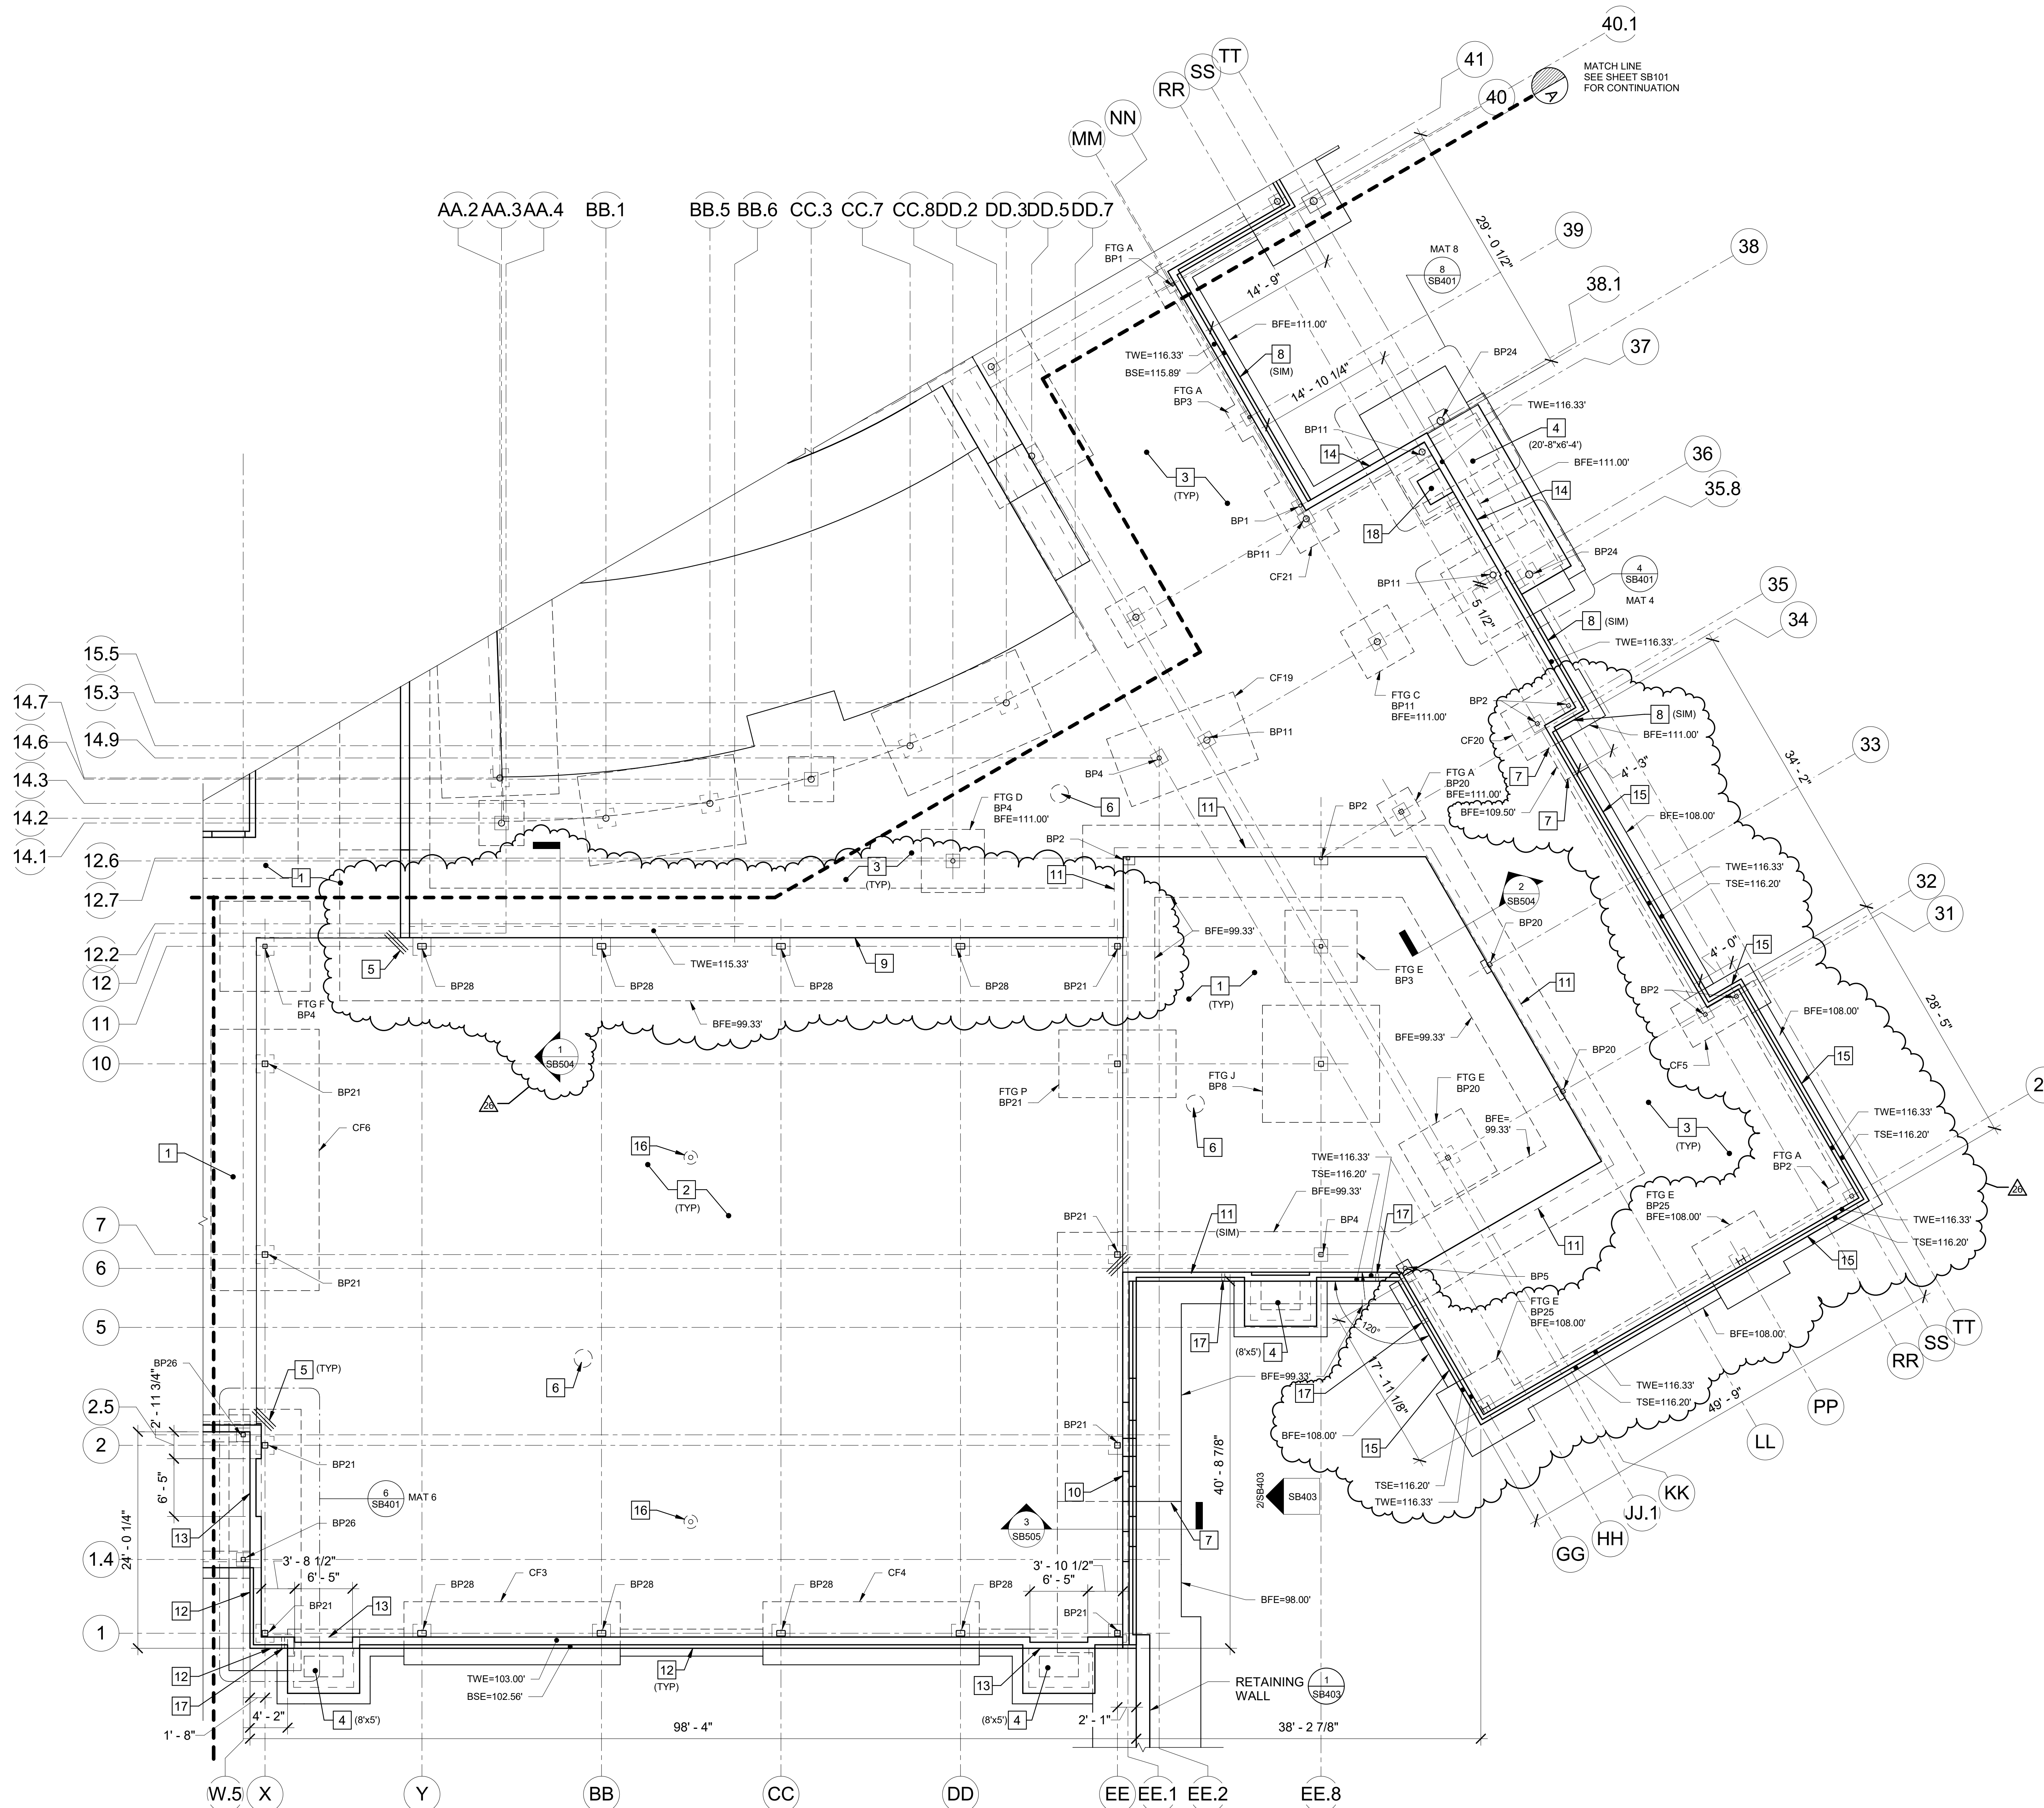 40.1
41
TT
SS
RR
40
MATCH LINE
SEE SHEET SB101
FOR CONTINUATION
A
NN
MM
AA.2
AA.3
AA.4
BB.1
BB.5
BB.6
CC.3
CC.7
CC.8
DD.2
DD.3
DD.5
DD.7
29' - 0 1/2"
39
38
38.1
37
36
35.8
35
34
33
32
31
2
FTG A
BP1
14' - 9"
MAT 8
8
SB401
BFE=111.00'
TWE=116.33'
BSE=115.89'
8
(SIM)
14' - 10 1/4"
FTG A
BP3
BP24
TWE=116.33'
4
(20'-8"x6'-4')
BP11
BFE=111.00'
14
14
3
(TYP)
18
BP1
BP11
CF21
BP11
BP24
4
SB401
MAT 4
5 1/2"
8 (SIM)
TWE=116.33'
15.5
15.3
14.7
14.6
14.9
14.3
14.2
14.1
12.6
12.7
12.2
12
11
10
7
6
5
2.5
2
1.4
1
CF19
FTG C
BP11
BFE=111.00'
BP2
8 (SIM)
BFE=111.00'
CF20
BP11
BP4
7
4' - 3"
34' - 2"
FTG A
BP20
BFE=111.00'
BFE=109.50'
15
7
BFE=108.00'
FTG D
BP4
BFE=111.00'
6
11
BP2
BP2
3
(TYP)
1
11
TWE=116.33'
TSE=116.20'
2
SB504
BP20
BFE=99.33'
TWE=115.33'
5
9
BP28
BP28
BP28
BP28
BP21
FTG F
BP4
BFE=99.33'
1
(TYP)
FTG E
BP3
11
4' - 0"
15
BP2
BFE=108.00'
28' - 5"
BFE=99.33'
1
SB504
26
BP21
CF6
FTG P
BP21
FTG J
BP8
FTG E
BP20
BP20
CF5
15
6
BFE=
99.33'
3
(TYP)
TWE=116.33'
TSE=116.20'
1
16
2
(TYP)
TWE=116.33'
TSE=116.20'
BFE=99.33'
FTG A
BP2
FTG E
BP25
BFE=108.00'
26
BP21
11
(SIM)
17
BP4
11
TWE=116.33'
TSE=116.20'
15
BP21
BP5
FTG E
BP25
BFE=108.00'
17
120°
4
(8'x5')
BFE=99.33'
17
17' - 11 1/8"
BFE=108.00'
TWE=116.33'
TSE=116.20'
49' - 9"
BP26
5 (TYP)
2' - 11 3/4"
6
BP21
BFE=108.00'
15
BP21
6' - 5"
6
SB401
MAT 6
10
40' - 8 7/8"
2/SB403
SB403
TSE=116.20'
TWE=116.33'
24' - 0 1/4"
13
BP26
16
3
SB505
7
3' - 8 1/2"
6' - 5"
CF3
CF4
3' - 10 1/2"
6' - 5"
BFE=98.00'
12
BP21
13
BP28
BP28
BP28
BP28
BP21
12
17
TWE=103.00'
BSE=102.56'
12
(TYP)
13
RETAINING
WALL
1
SB403
4' - 2"
4 (8'x5')
(8'x5') 4
2' - 1"
1' - 8"
98' - 4"
38' - 2 7/8"
TT
SS
RR
PP
LL
KK
JJ.1
HH
GG
W.5
X
Y
BB
CC
DD
EE
EE.1
EE.2
EE.8